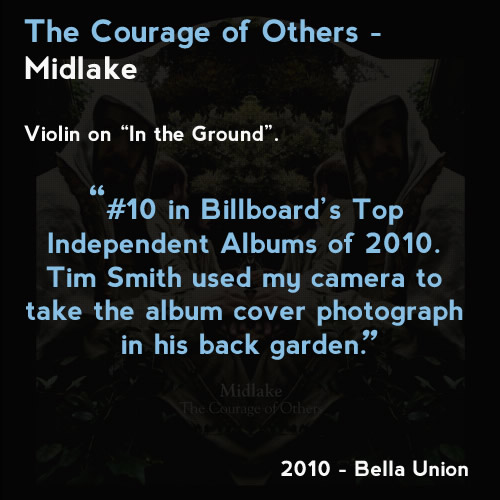 The Courage of Others -
Midlake
Violin on “In the Ground”.
“#10 in Billboard’s Top
Independent Albums of 2010.
Tim Smith used my camera to
take the album cover photograph
in his back garden.”
Midlake
The Courage of Others
2010 - Bella Union